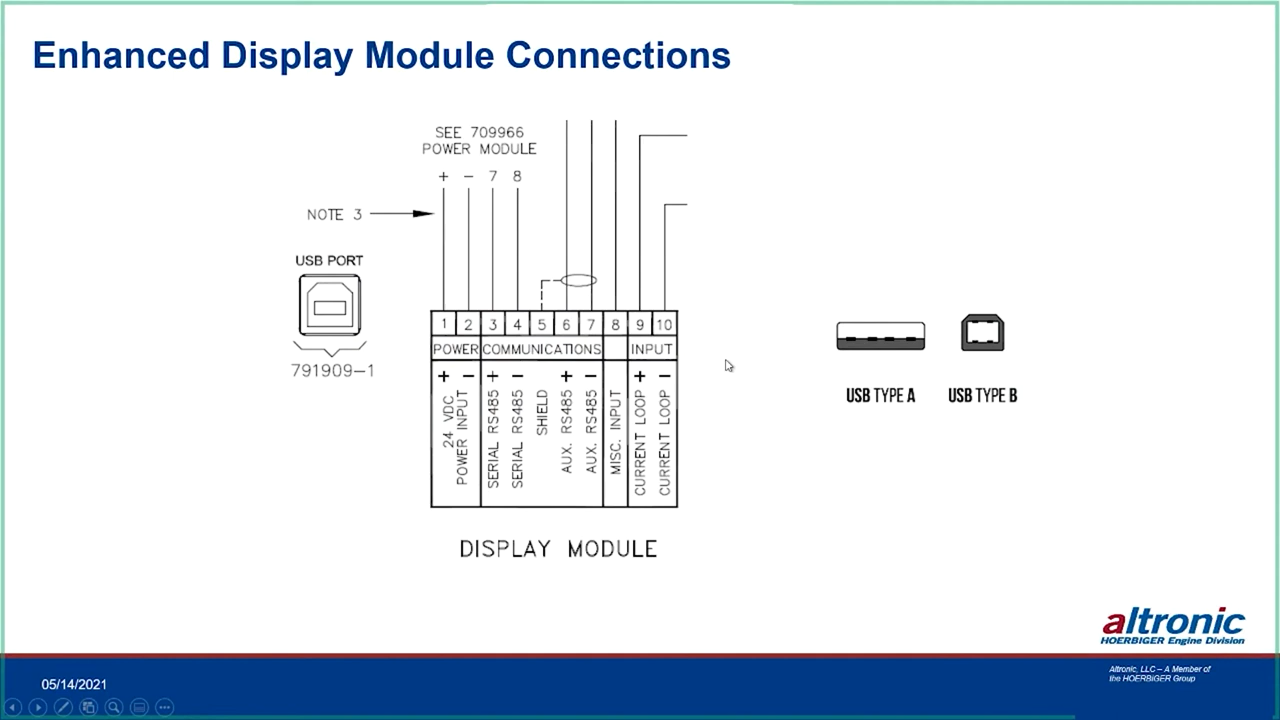 Enhanced Display Module Connections
SEE 709966
POWER MODULE
+ − 7 8
NOTE 3
USB PORT
791909-1
1 2 3 4 5 6 7 8 9 10
POWER COMMUNICATIONS INPUT
+ − + − + − + −
24 VDC
POWER INPUT
SERIAL RS485
SERIAL RS485
SHIELD
AUX. RS485
AUX. RS485
MISC. INPUT
CURRENT LOOP
CURRENT LOOP
DISPLAY MODULE
USB TYPE A
USB TYPE B
altronic
HOERBIGER Engine Division
Altronic, LLC – A Member of
the HOERBIGER Group
05/14/2021